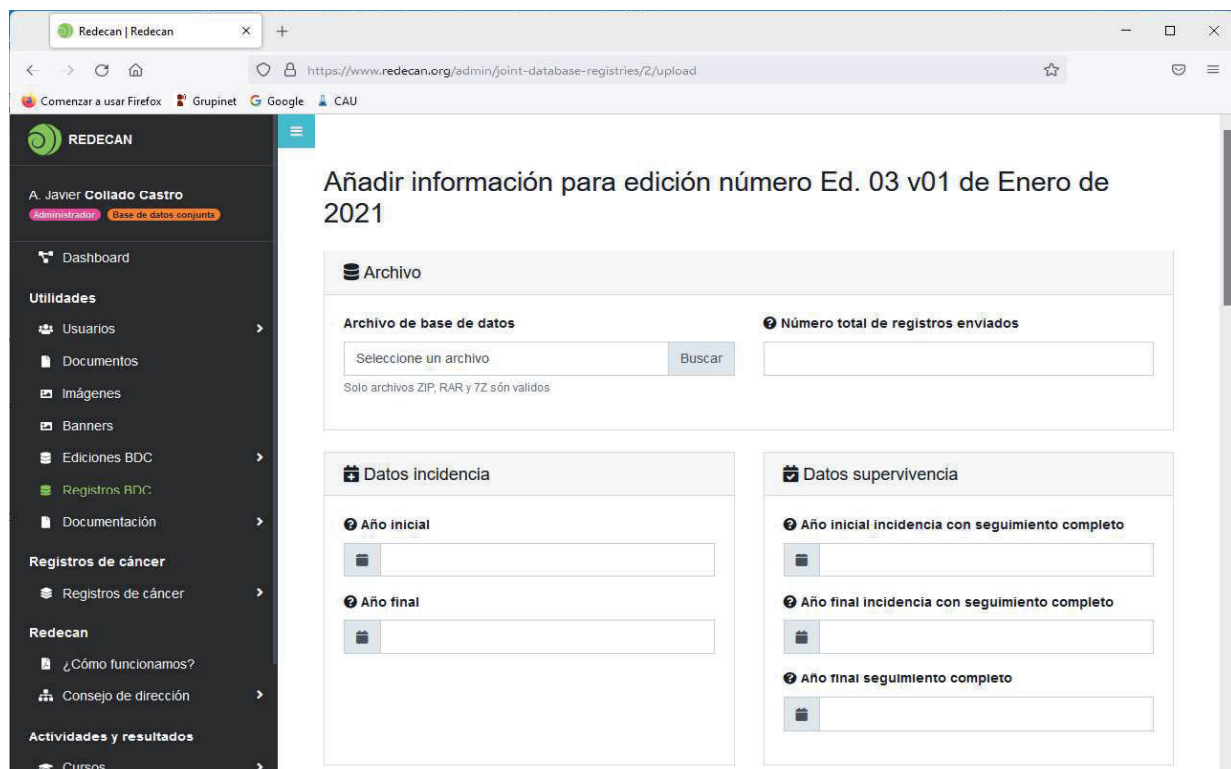 Redecan | Redecan
https://www.redecan.org/admin/joint-database-registries/2/upload
Comenzar a usar Firefox Grupinet Google CAU
REDECAN
A. Javier Collado Castro
Administrador Base de datos conjunta
Dashboard
Utilidades
Usuarios
Documentos
Imágenes
Banners
Ediciones BDC
Registros BDC
Documentación
Registros de cáncer
Registros de cáncer
Redecan
¿Cómo funcionamos?
Consejo de dirección
Actividades y resultados
Cursos
Añadir información para edición número Ed. 03 v01 de Enero de
2021
Archivo
Archivo de base de datos
Seleccione un archivo Buscar
Solo archivos ZIP, RAR y 7Z són validos
Número total de registros enviados
Datos incidencia
Año inicial
Año final
Datos supervivencia
Año inicial incidencia con seguimiento completo
Año final incidencia con seguimiento completo
Año final seguimiento completo